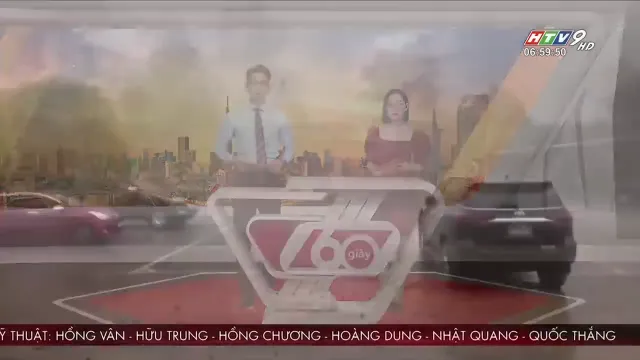 HTV9 HD
06:59:50
60
giây
Ỹ THUẬT: HỒNG VÂN - HỮU TRUNG - HỒNG CHƯƠNG - HOÀNG DUNG - NHẬT QUANG - QUỐC THẮNG